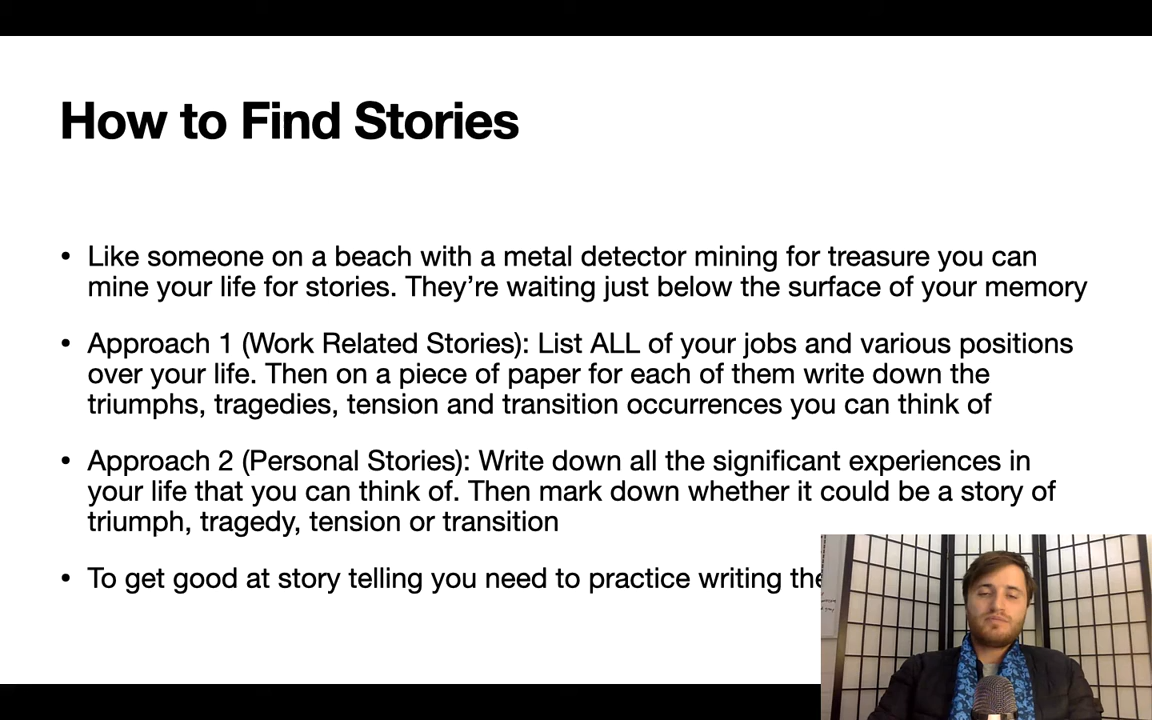 How to Find Stories
• Like someone on a beach with a metal detector mining for treasure you can
mine your life for stories. They’re waiting just below the surface of your memory
• Approach 1 (Work Related Stories): List ALL of your jobs and various positions
over your life. Then on a piece of paper for each of them write down the
triumphs, tragedies, tension and transition occurrences you can think of
• Approach 2 (Personal Stories): Write down all the significant experiences in
your life that you can think of. Then mark down whether it could be a story of
triumph, tragedy, tension or transition
• To get good at story telling you need to practice writing